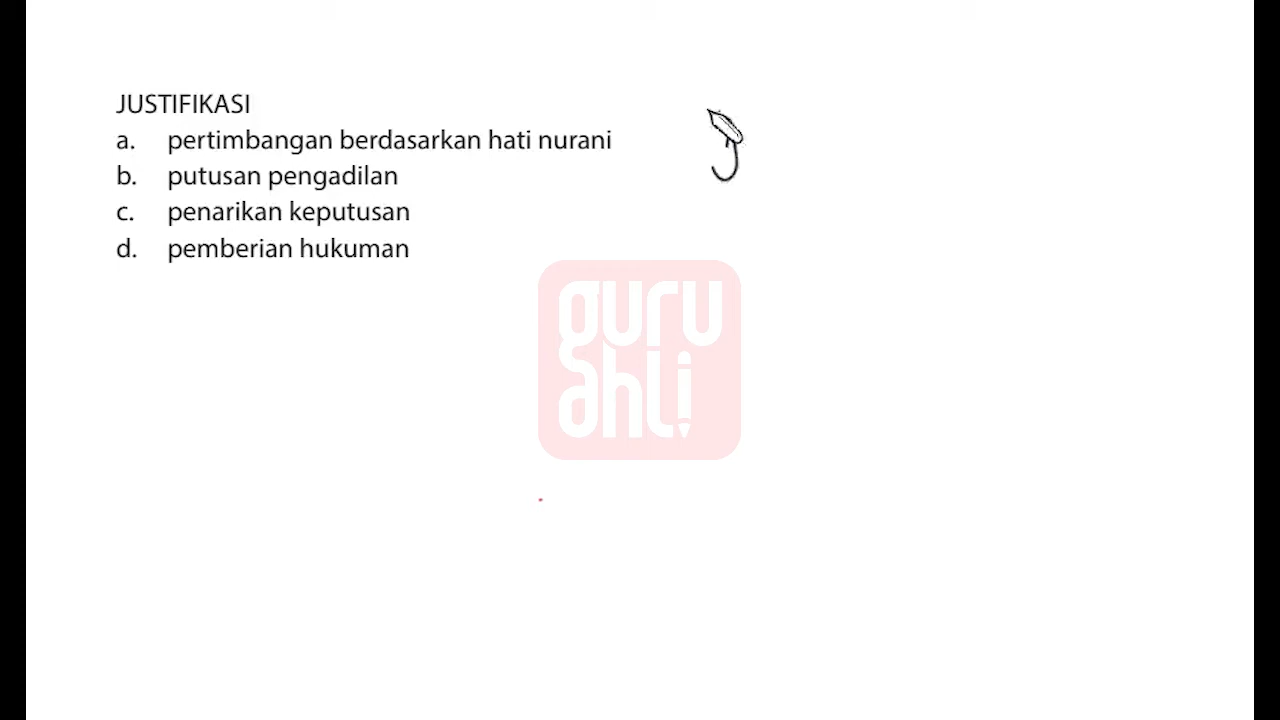 JUSTIFIKASI
a. pertimbangan berdasarkan hati nurani
b. putusan pengadilan
c. penarikan keputusan
d. pemberian hukuman
guru
ahli